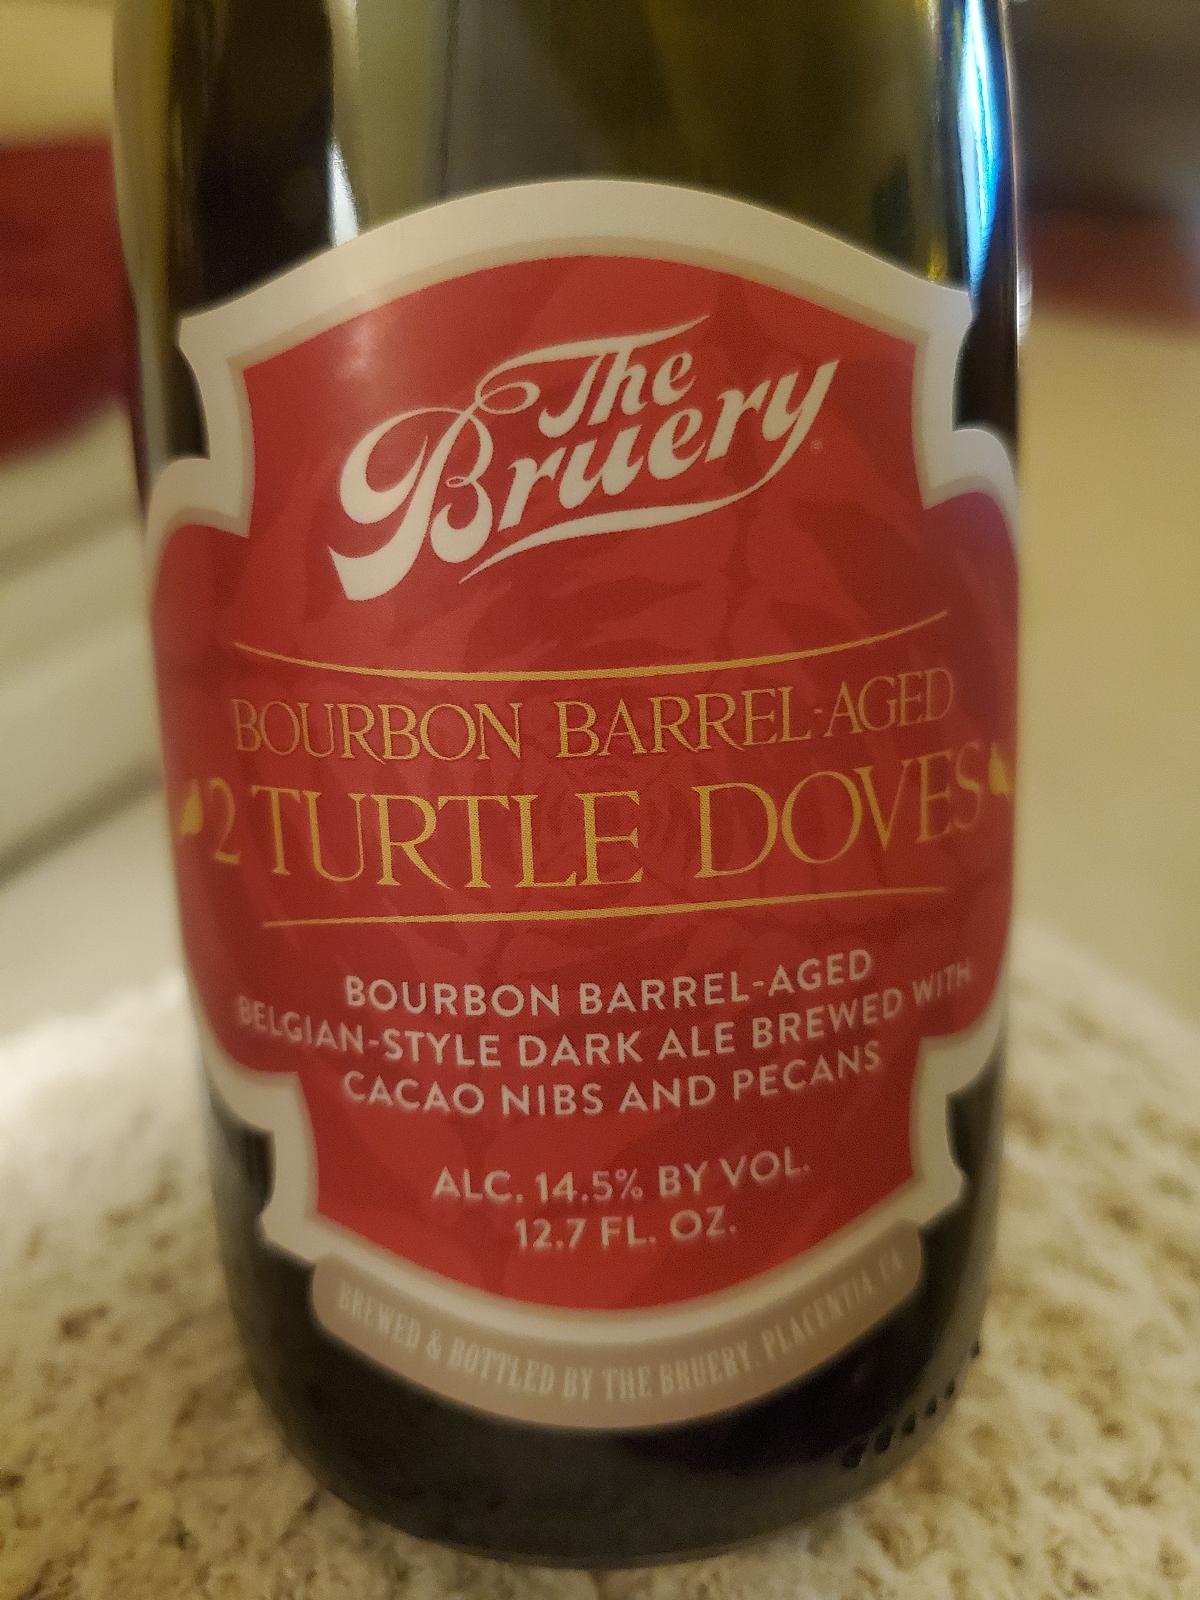 The
Bruery
BOURBON BARREL-AGED
2 TURTLE DOVES
BOURBON BARREL-AGED
BELGIAN-STYLE DARK ALE BREWED WITH
CACAO NIBS AND PECANS
ALC. 14.5% BY VOL.
12.7 FL. OZ.
BREWED & BOTTLED BY THE BRUERY. PLACENTIA, CA